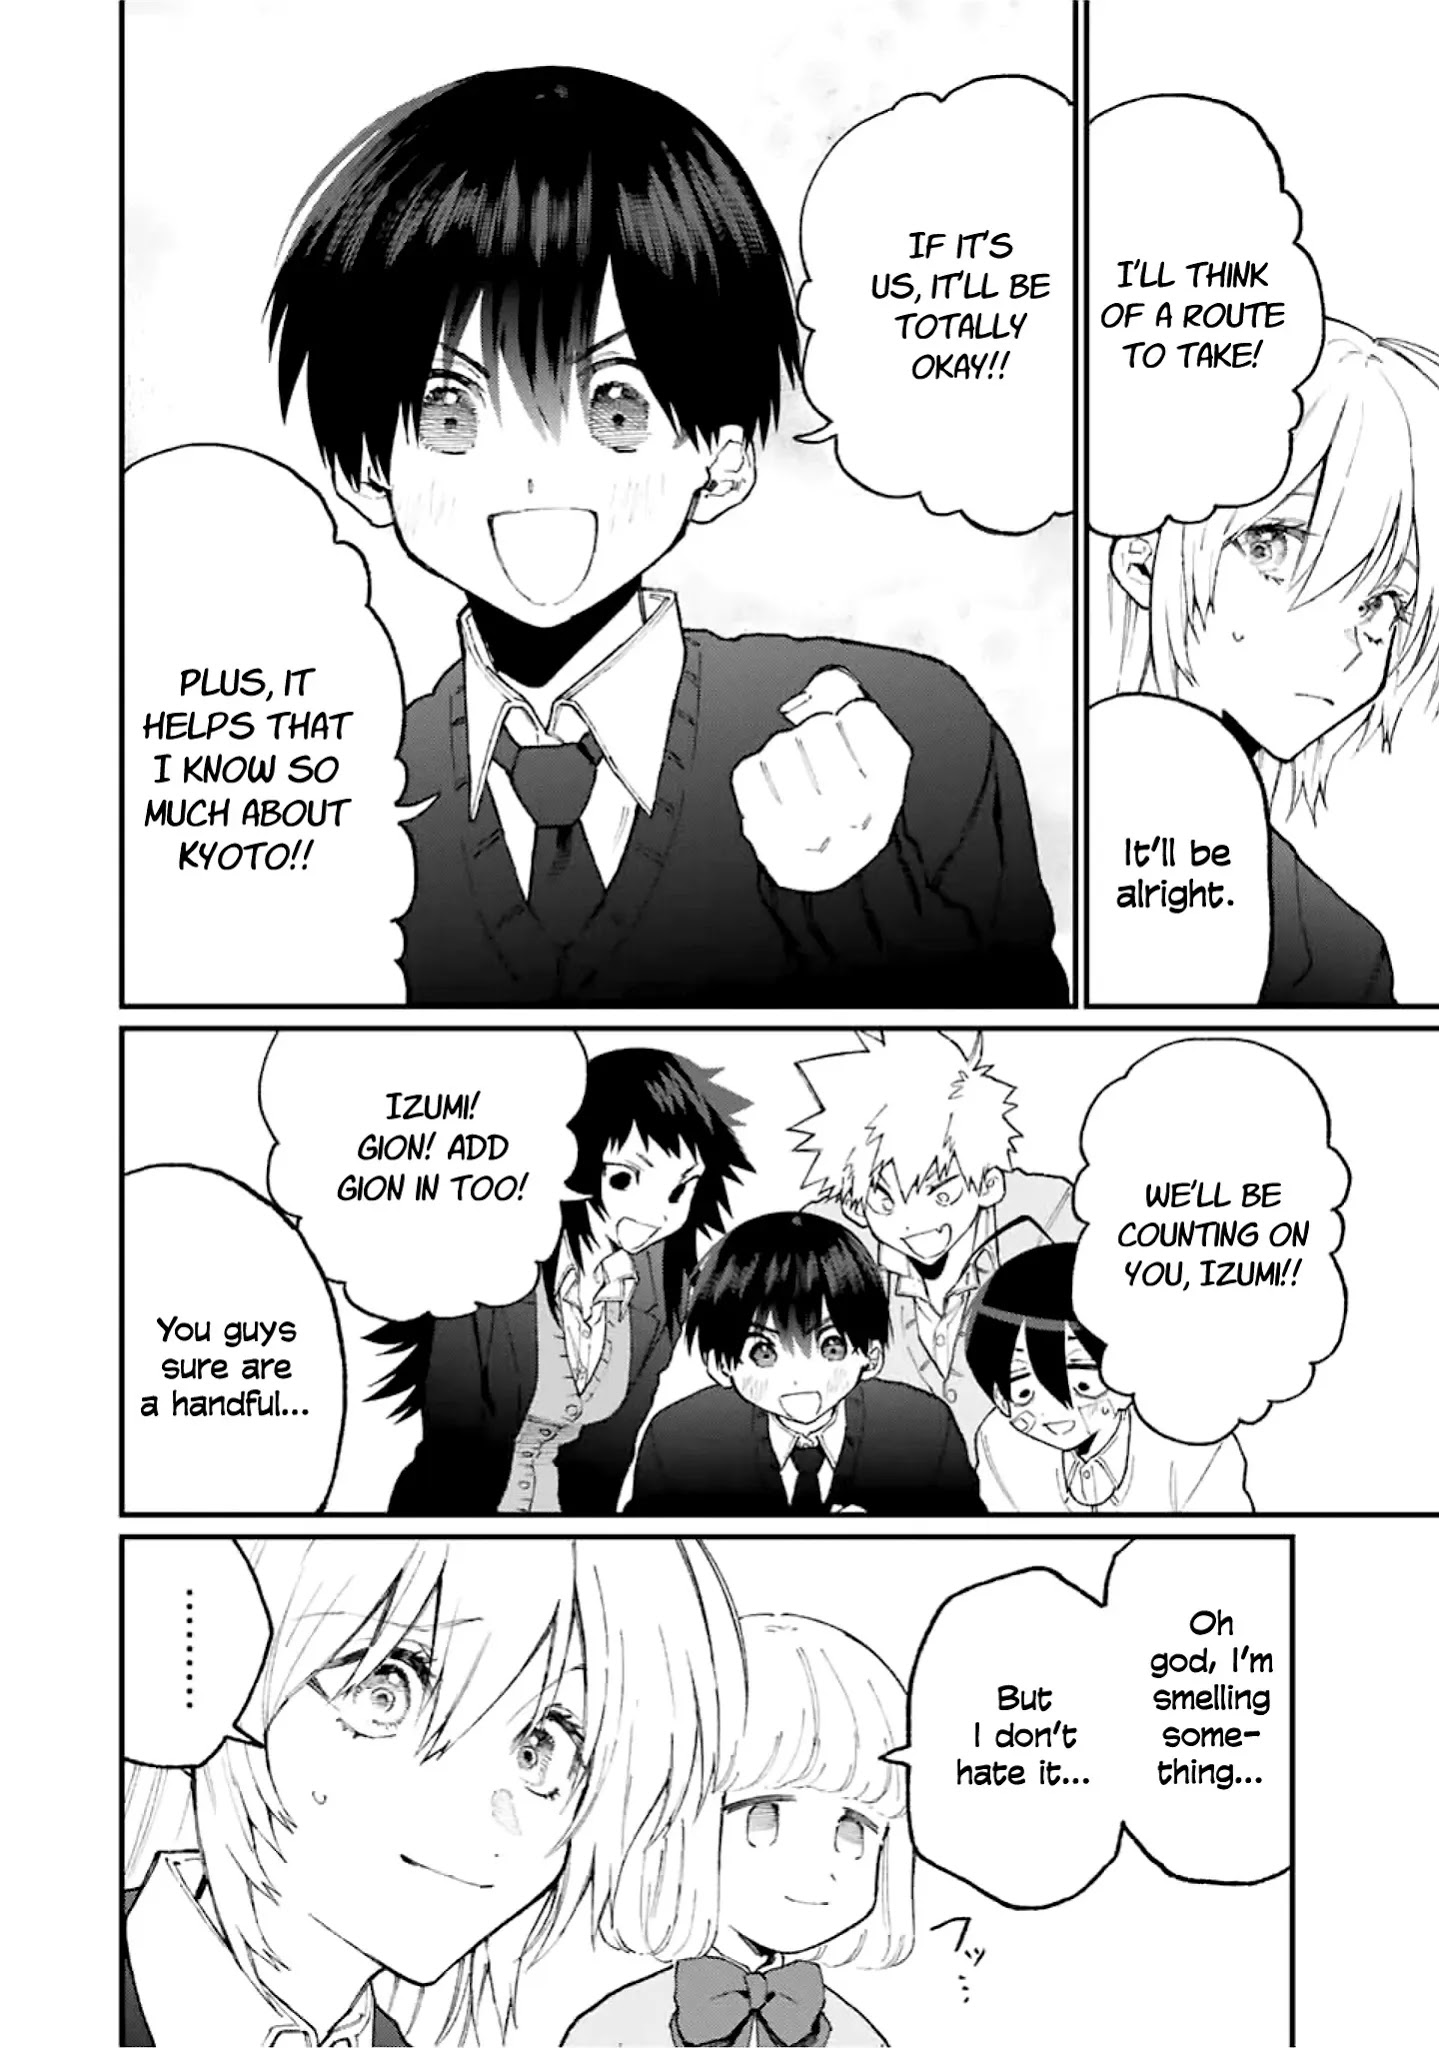 I'LL THINK
OF A ROUTE
TO TAKE!
It'll be
alright.
IF IT'S
US, IT'LL BE
TOTALLY
OKAY!!
PLUS, IT
HELPS THAT
I KNOW SO
MUCH ABOUT
KYOTO!!
WE'LL BE
COUNTING ON
YOU, IZUMI!!
IZUMI!
GION! ADD
GION IN TOO!
You guys
sure are
a handful...
Oh
god, I'm
smelling
some-
thing...
But
I don't
hate it...
フッ…
.........